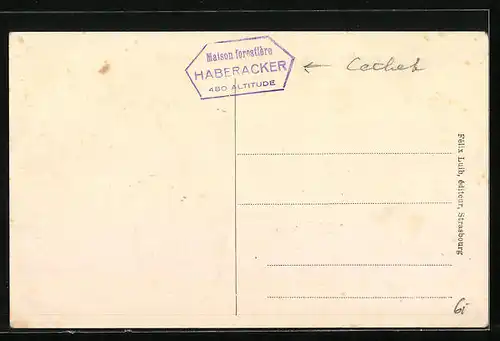 Maison forestière
HABERACKER
480 ALTITUDE
← Cachet
Félix Luib, éditeur, Strasbourg
6.-